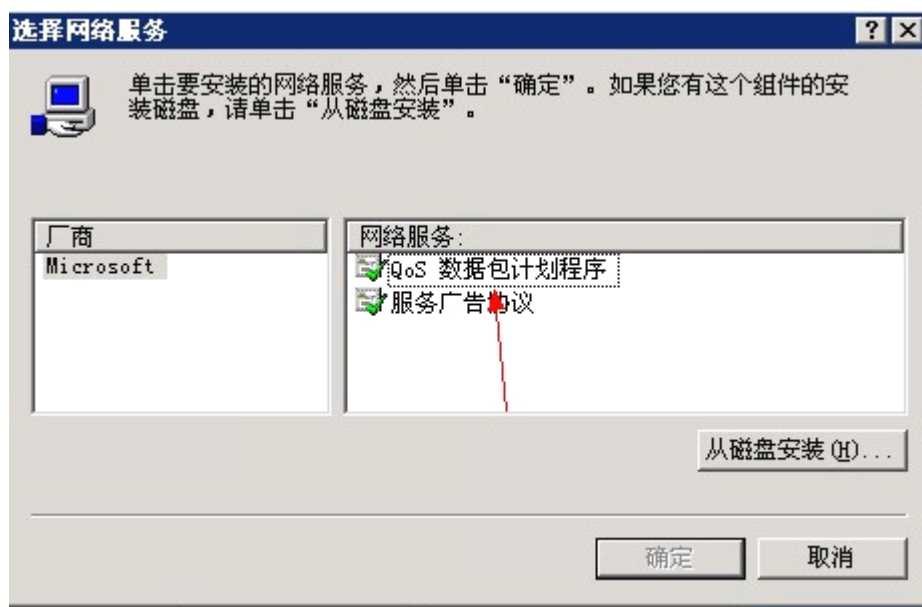 选择网络服务
单击要安装的网络服务，然后单击“确定”。如果您有这个组件的安
装磁盘，请单击“从磁盘安装”。
厂商
Microsoft
网络服务:
QoS 数据包计划程序
服务广告协议
从磁盘安装(H)...
确定
取消